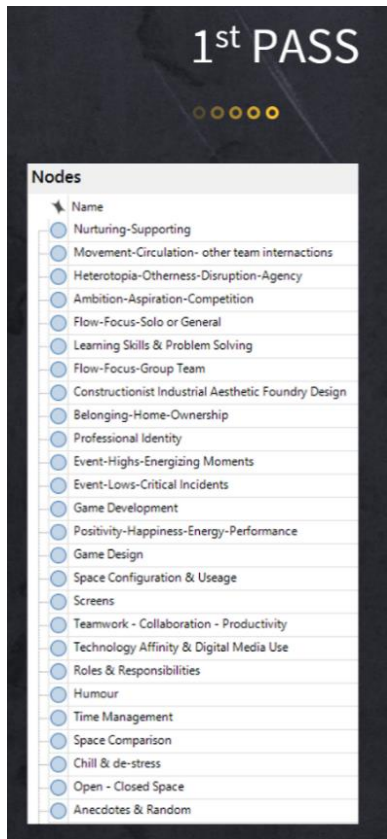 1st PASS
Nodes
Name
Nurturing-Supporting
Movement-Circulation- other team internactions
Heterotopia-Otherness-Disruption-Agency
Ambition-Aspiration-Competition
Flow-Focus-Solo or General
Learning Skills & Problem Solving
Flow-Focus-Group Team
Constructionist Industrial Aesthetic Foundry Design
Belonging-Home-Ownership
Professional Identity
Event-Highs-Energizing Moments
Event-Lows-Critical Incidents
Game Development
Positivity-Happiness-Energy-Performance
Game Design
Space Configuration & Useage
Screens
Teamwork - Collaboration - Productivity
Technology Affinity & Digital Media Use
Roles & Responsibilities
Humour
Time Management
Space Comparison
Chill & de-stress
Open - Closed Space
Anecdotes & Random